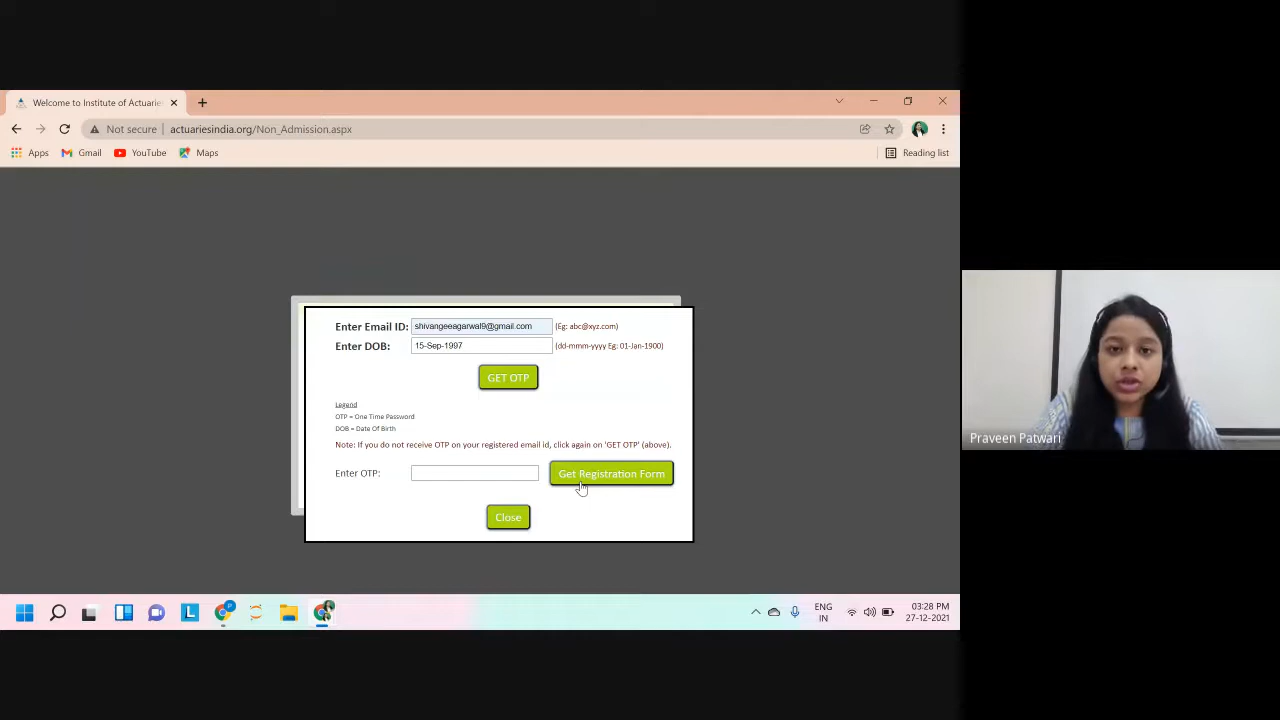 Welcome to Institute of Actuarie
Not secure
actuariesindia.org/Non_Admission.aspx
Apps
Gmail
YouTube
Maps
Reading list
Enter Email ID:
shivangeeagarwal9@gmail.com
(Eg: abc@xyz.com)
Enter DOB:
15-Sep-1997
(dd-mmm-yyyy Eg: 01-Jan-1900)
GET OTP
Legend
OTP = One Time Password
DOB = Date Of Birth
Note: If you do not receive OTP on your registered email id, click again on 'GET OTP' (above).
Enter OTP:
Get Registration Form
Close
Praveen Patwari
L
P
ENG
IN
03:28 PM
27-12-2021